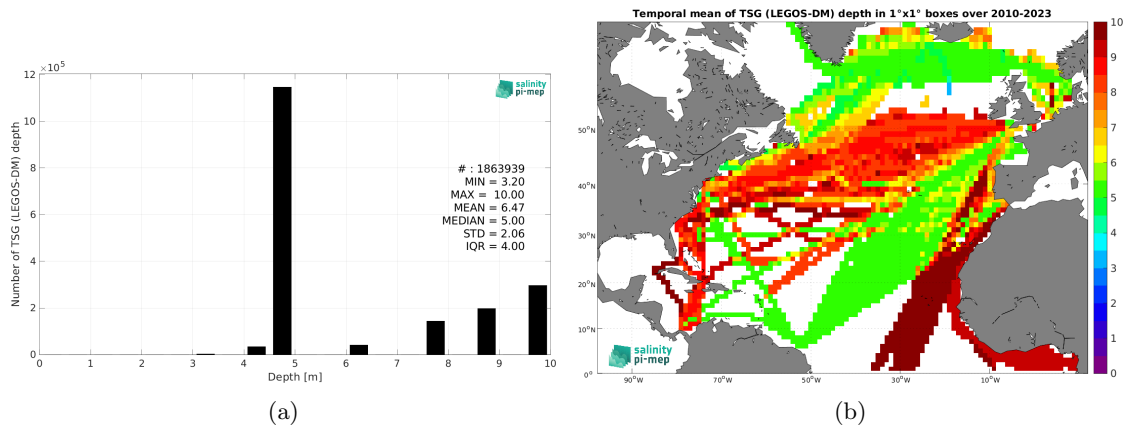 Temporal mean of TSG (LEGOS-DM) depth in 1°x1° boxes over 2010-2023
×10⁵
12
10
8
6
4
2
0
Number of TSG (LEGOS-DM) depth
salinity
pi-mep
# : 1863939
MIN = 3.20
MAX = 10.00
MEAN = 6.47
MEDIAN = 5.00
STD = 2.06
IQR = 4.00
0 1 2 3 4 5 6 7 8 9 10
Depth [m]
(a)
50°N
40°N
30°N
20°N
10°N
0°
90°W 70°W 50°W 30°W 10°W
salinity
pi-mep
10
9
8
7
6
5
4
3
2
1
0
(b)